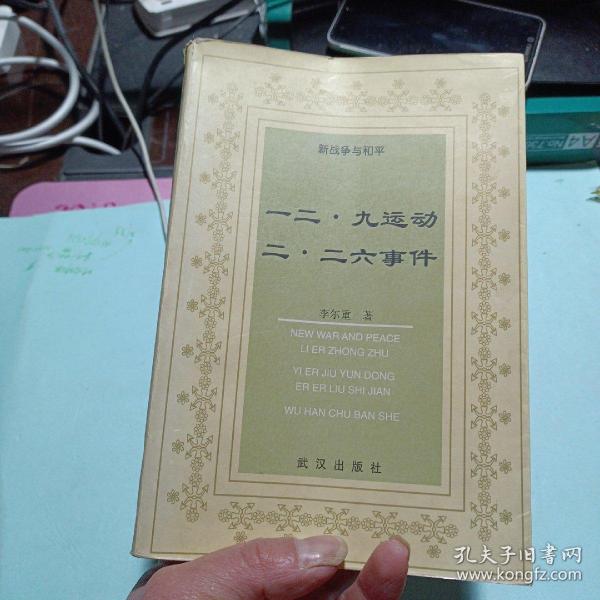 新战争与和平
一二·九运动
二·二六事件
李尔重 著
NEW WAR AND PEACE
LI ER ZHONG ZHU
YI ER JIU YUN DONG
ER ER LIU SHI JIAN
WU HAN CHU BAN SHE
武汉出版社
A4
孔夫子旧书网
www.kongfz.com